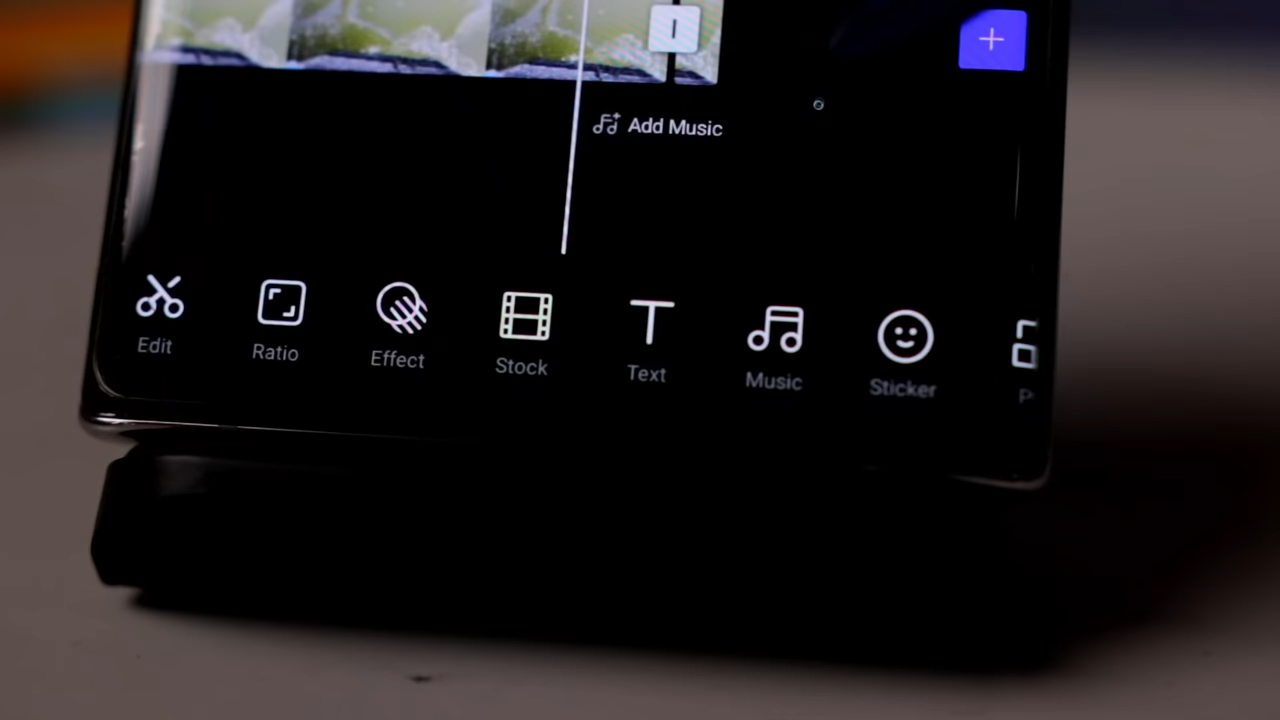 Add Music
Edit
Ratio
Effect
Stock
Text
Music
Sticker